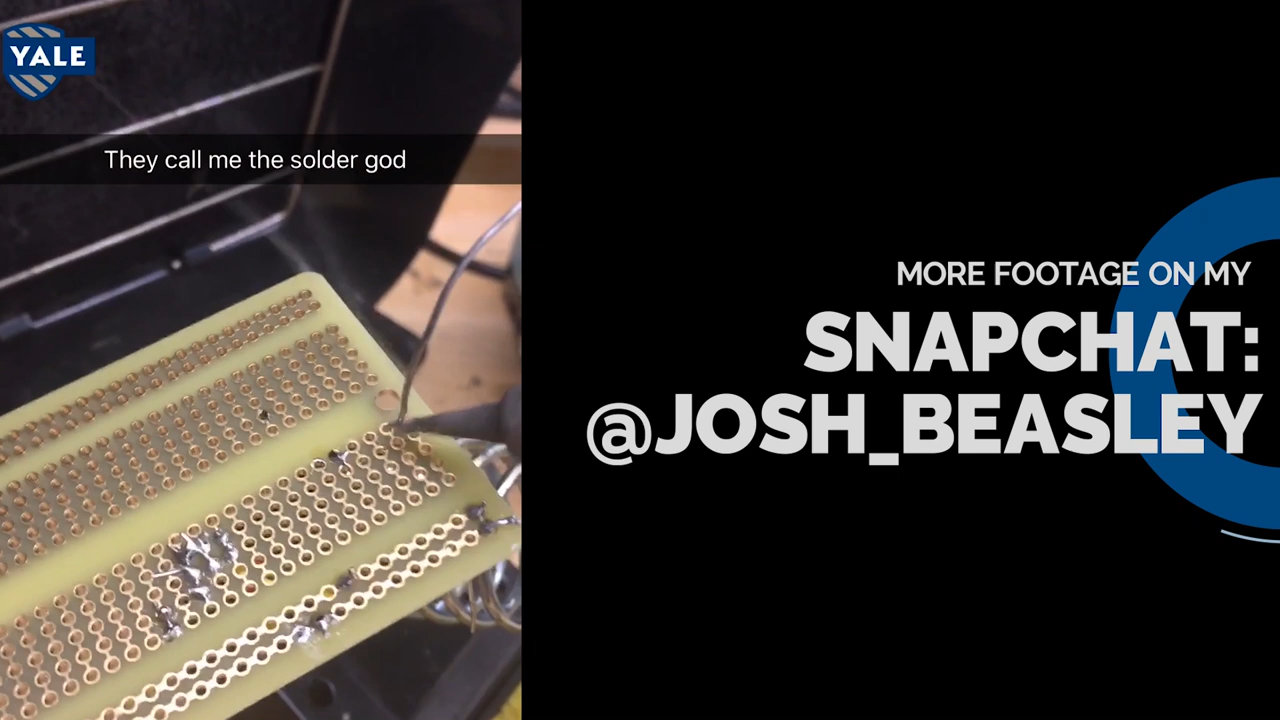 YALE
They call me the solder god
MORE FOOTAGE ON MY
SNAPCHAT:
@JOSH_BEASLEY